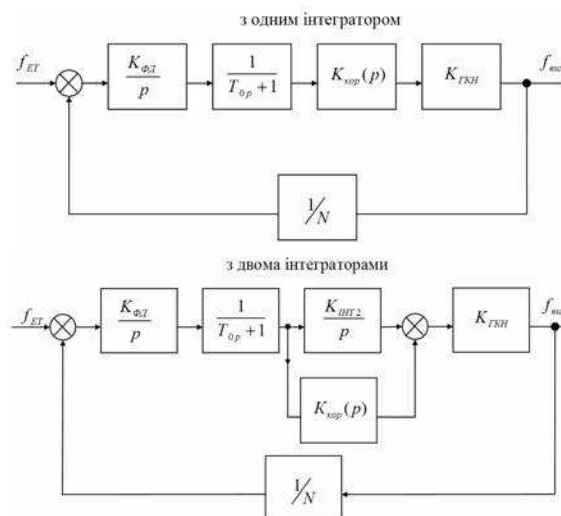 з одним інтегратором
f_ЕТ
K_ФД / p
1 / T_0p + 1
K_кор(p)
K_ГКН
1/N
з двома інтеграторами
f_ЕТ
K_ФД / p
1 / T_0p + 1
K_ІНТ2 / p
K_ГКН
K_кор(p)
1/N